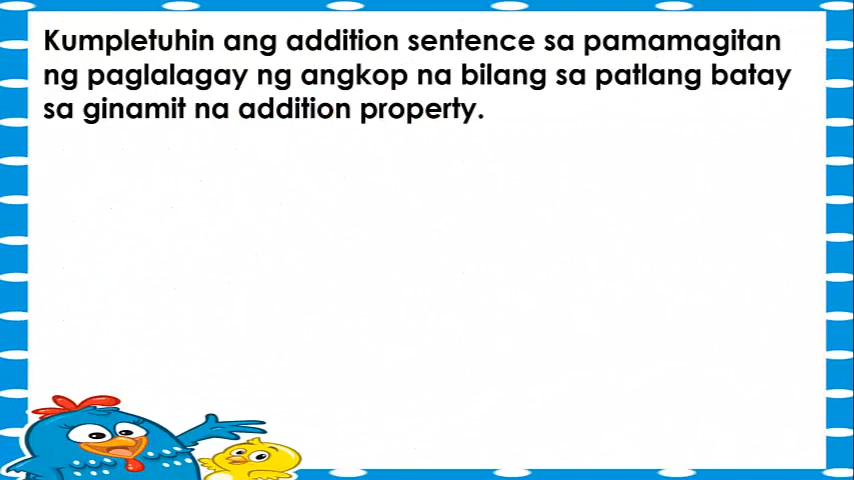 Kumpletuhin ang addition sentence sa pamamagitan
ng paglalagay ng angkop na bilang sa patlang batay
sa ginamit na addition property.